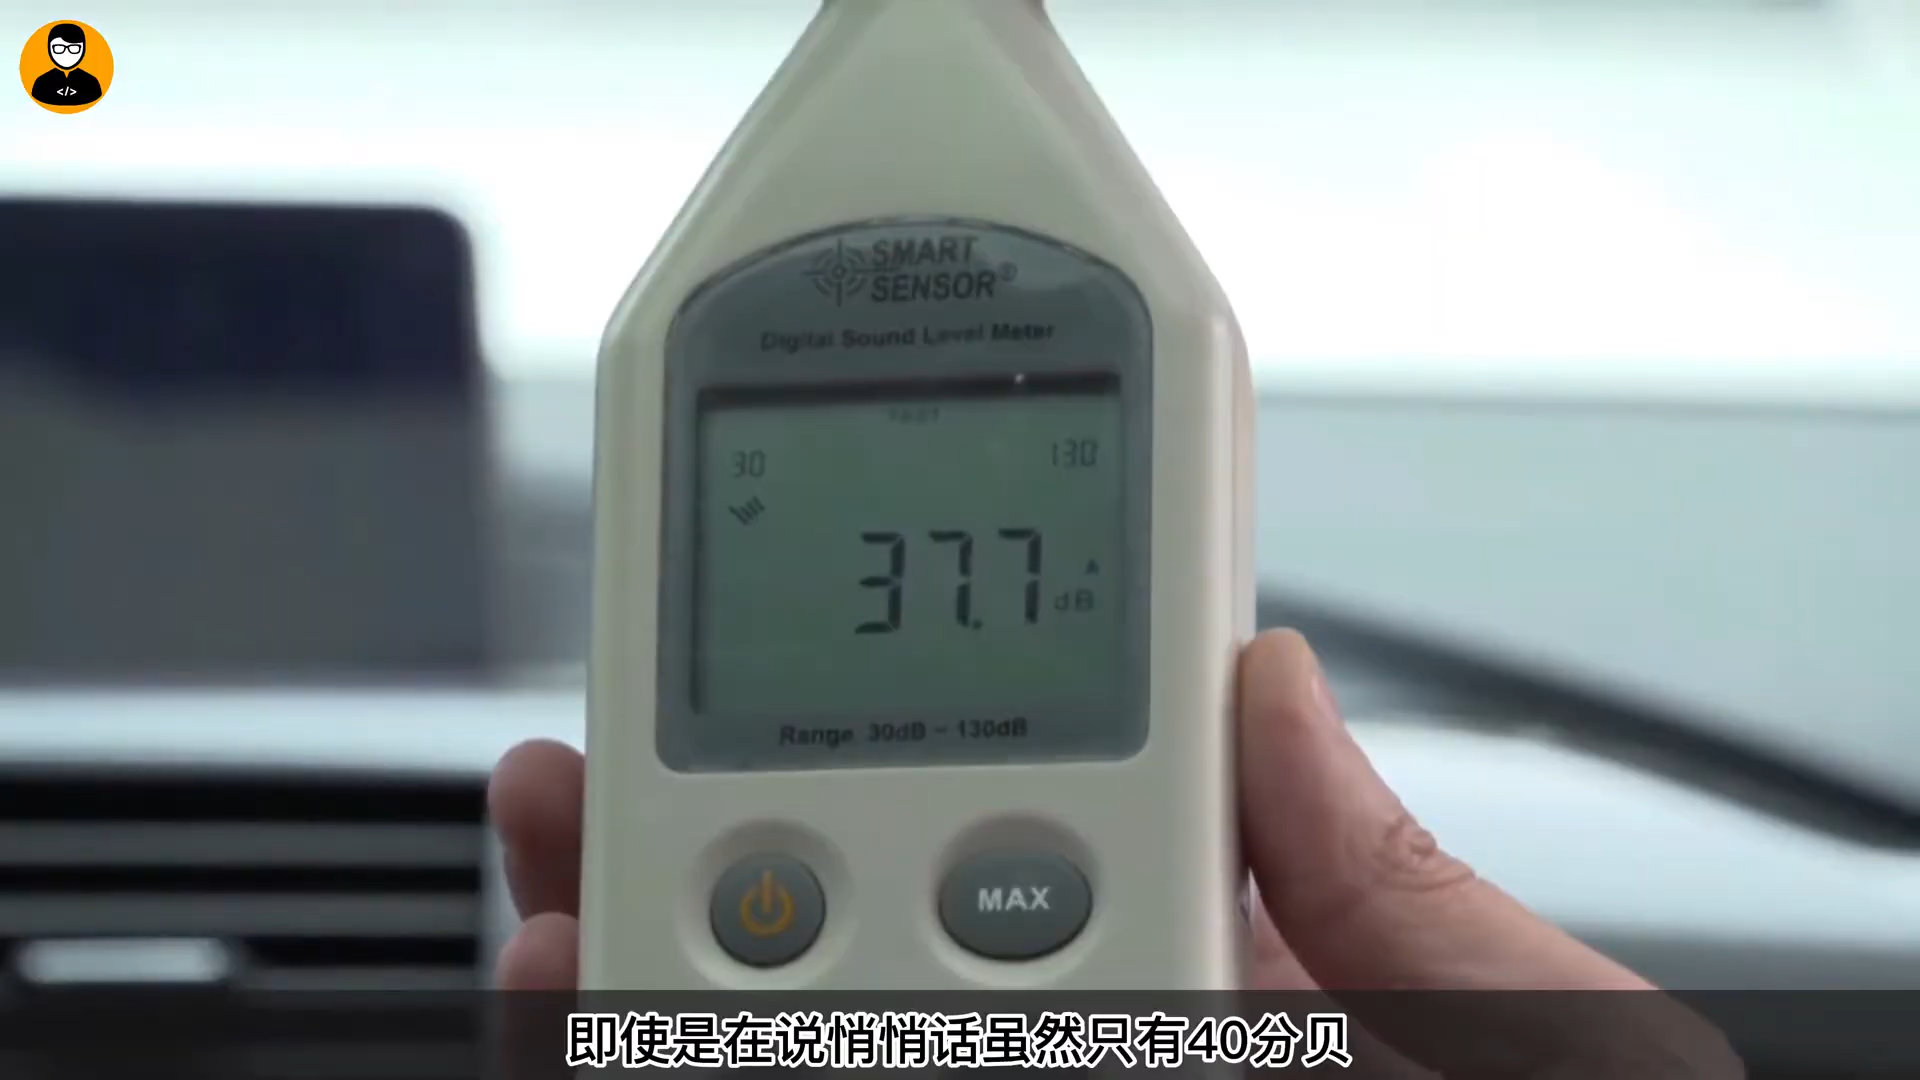 </>
SMART
SENSOR®
Digital Sound Level Meter
TEST
30
130
37.7
A
dB
Range 30dB ~ 130dB
MAX
即使是在说悄悄话虽然只有40分贝